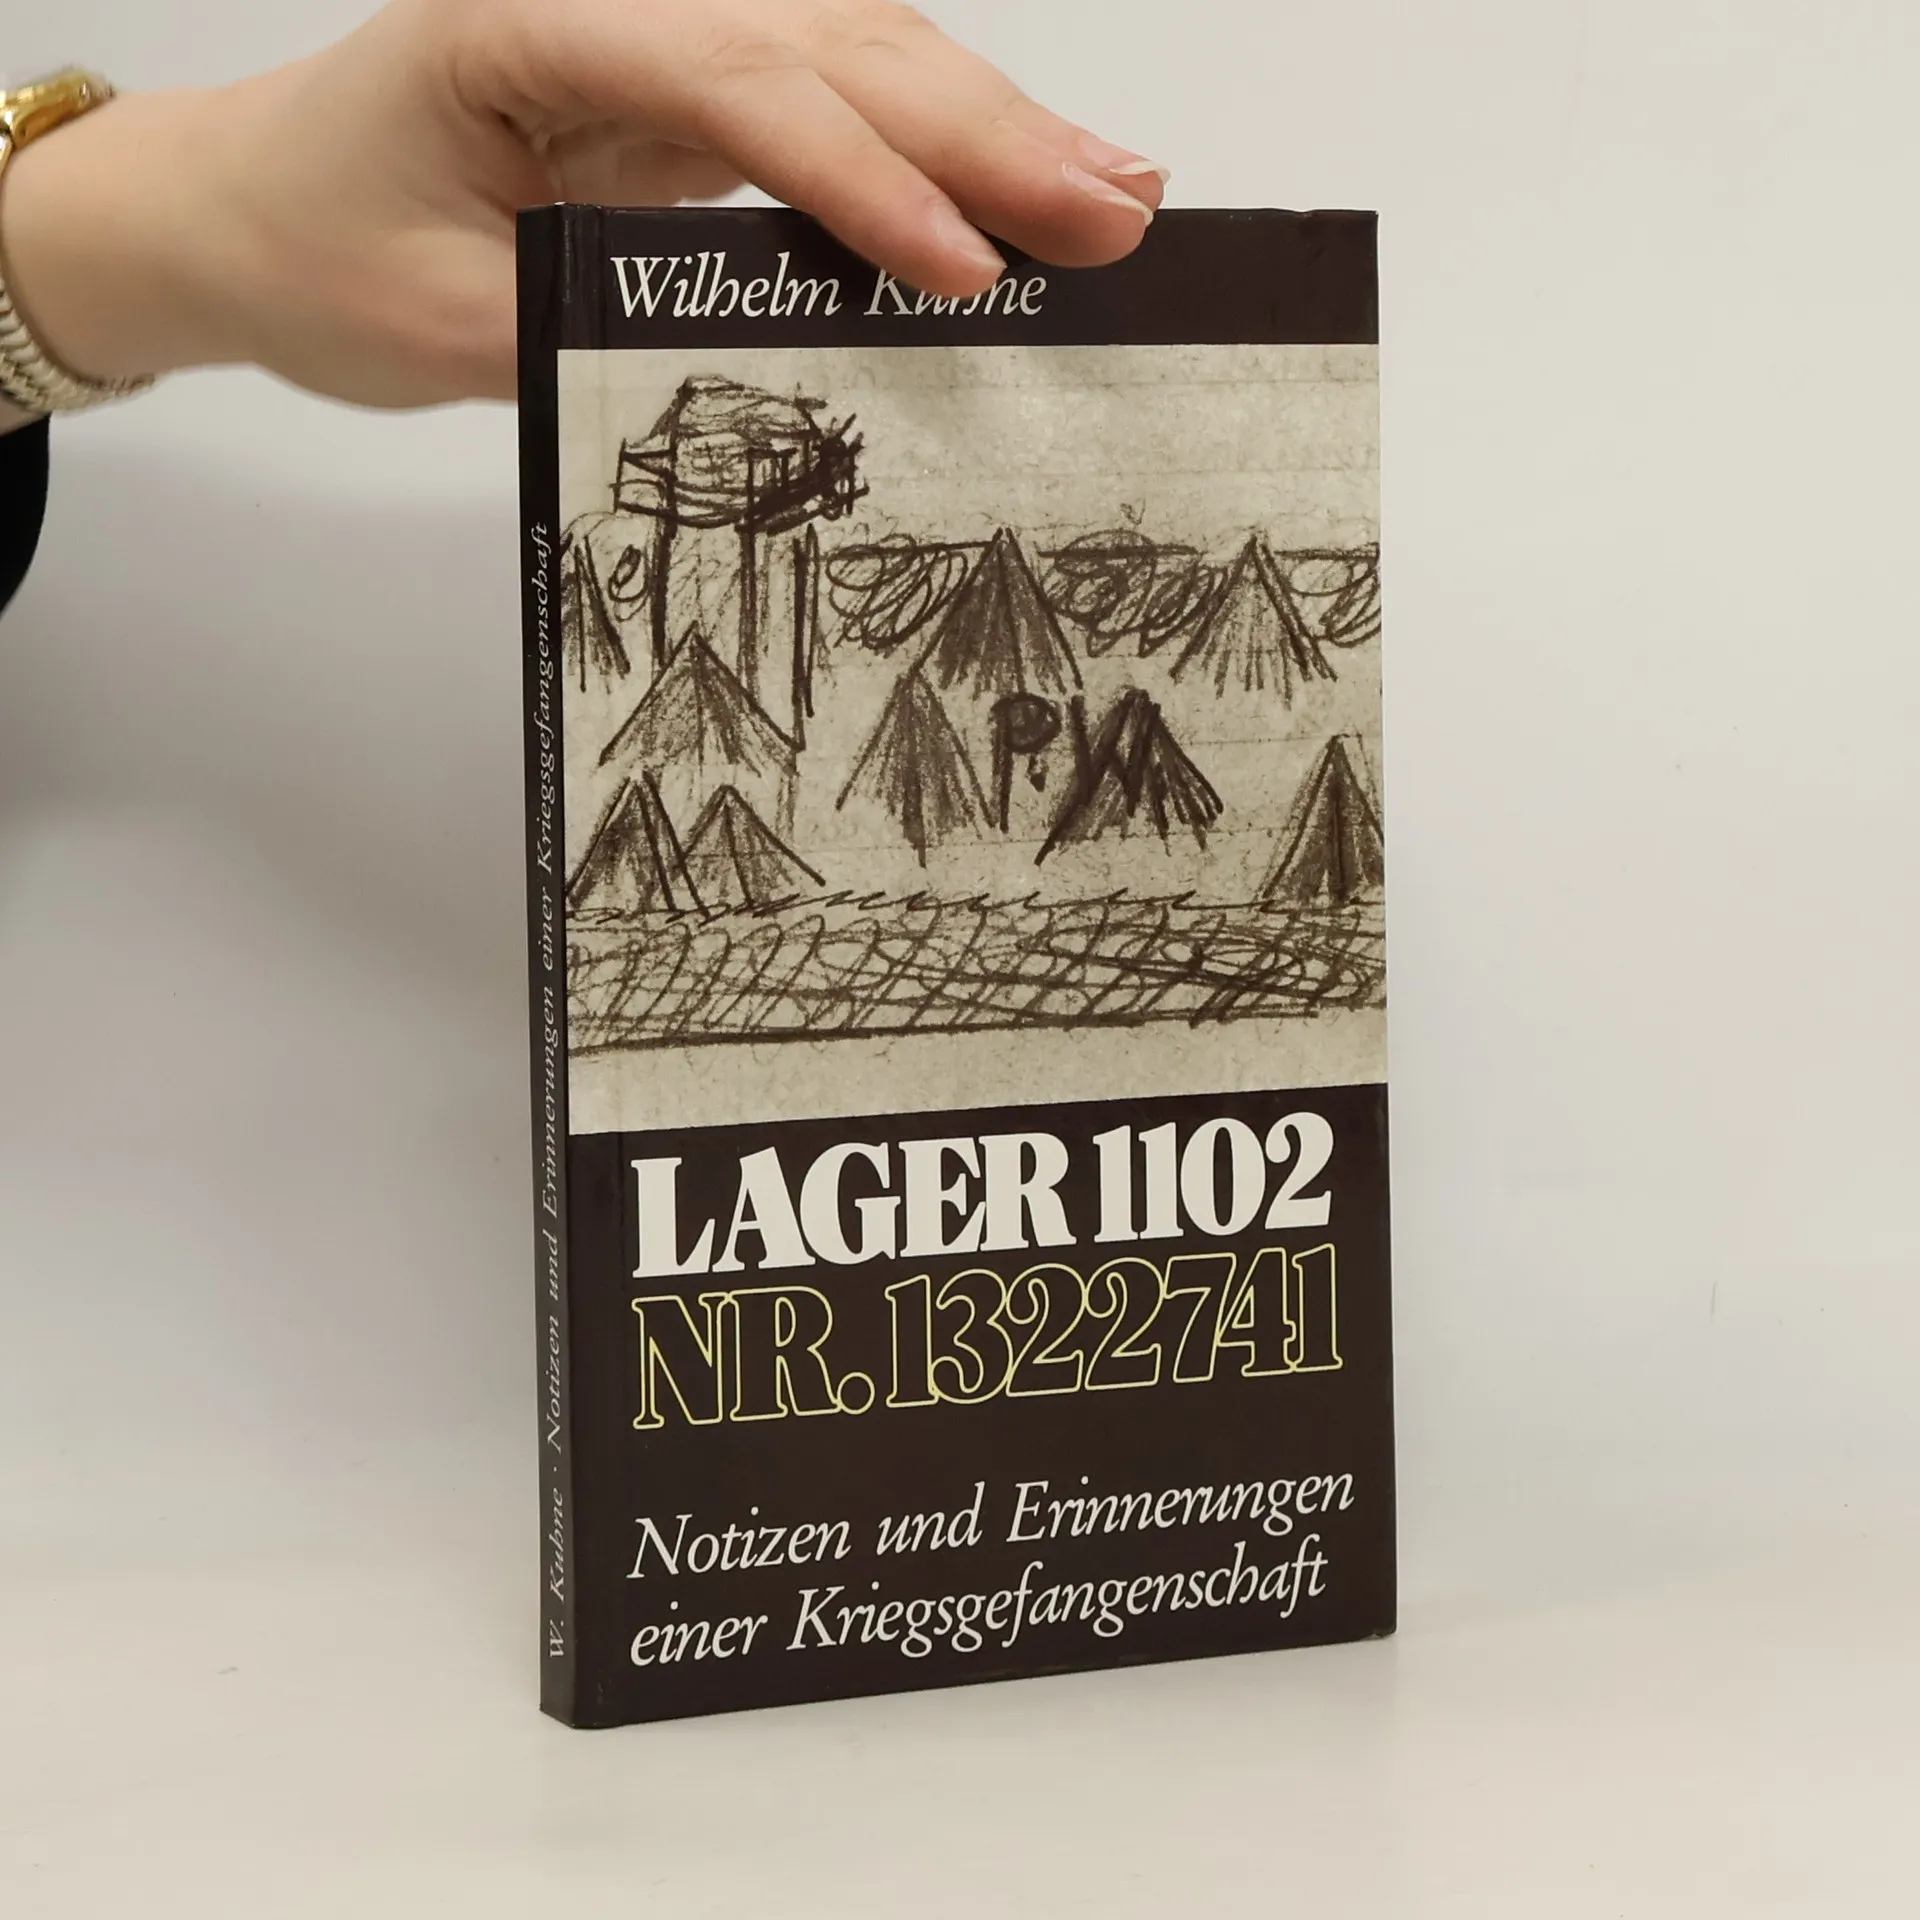 Wilhelm Kuhne
P.W
LAGER 1102
NR. 1322741
Notizen und Erinnerungen
einer Kriegsgefangenschaft
W. Kuhne · Notizen und Erinnerungen einer Kriegsgefangenschaft